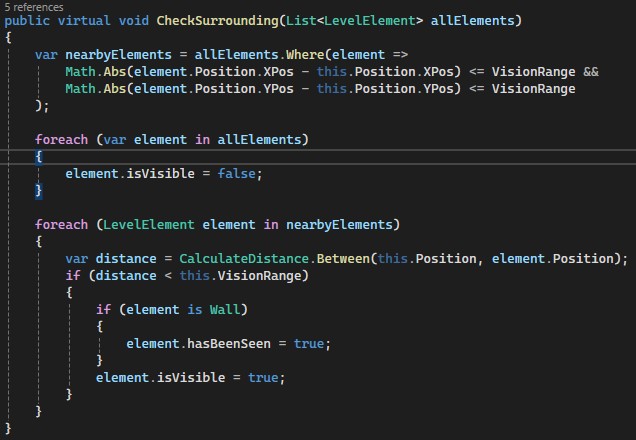 5 references
public virtual void CheckSurrounding(List<LevelElement> allElements)
{
    var nearbyElements = allElements.Where(element =>
        Math.Abs(element.Position.XPos - this.Position.XPos) <= VisionRange &&
        Math.Abs(element.Position.YPos - this.Position.YPos) <= VisionRange
    );

    foreach (var element in allElements)
    {
        element.isVisible = false;
    }

    foreach (LevelElement element in nearbyElements)
    {
        var distance = CalculateDistance.Between(this.Position, element.Position);
        if (distance < this.VisionRange)
        {
            if (element is Wall)
            {
                element.hasBeenSeen = true;
            }
            element.isVisible = true;
        }
    }
}